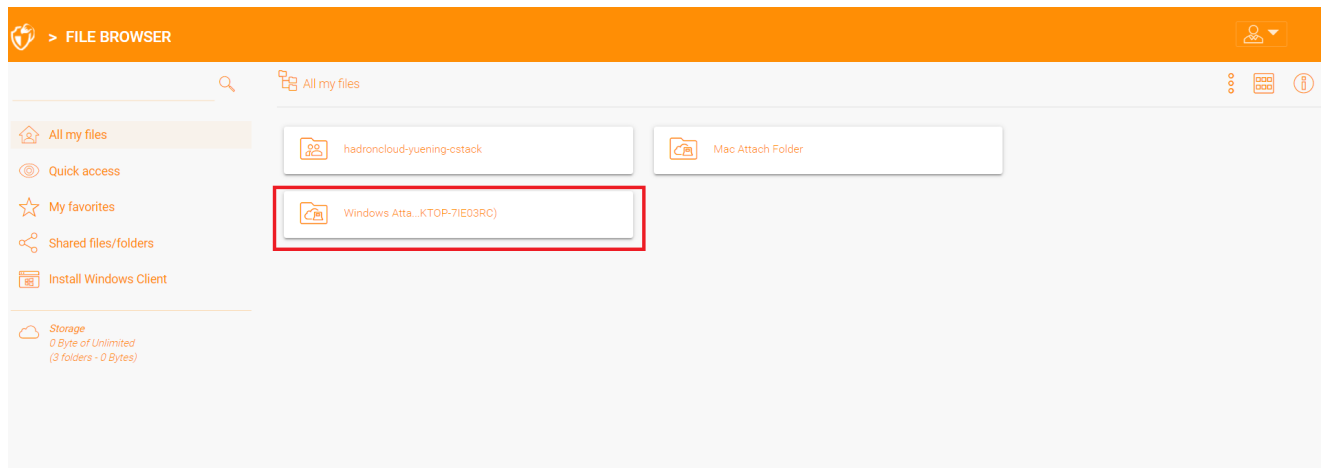 > FILE BROWSER
All my files
All my files
Quick access
My favorites
Shared files/folders
Install Windows Client
Storage
0 Byte of Unlimited
(3 folders - 0 Bytes)
hadroncloud-yuening-cstack
Mac Attach Folder
Windows Atta...KTOP-7IE03RC)